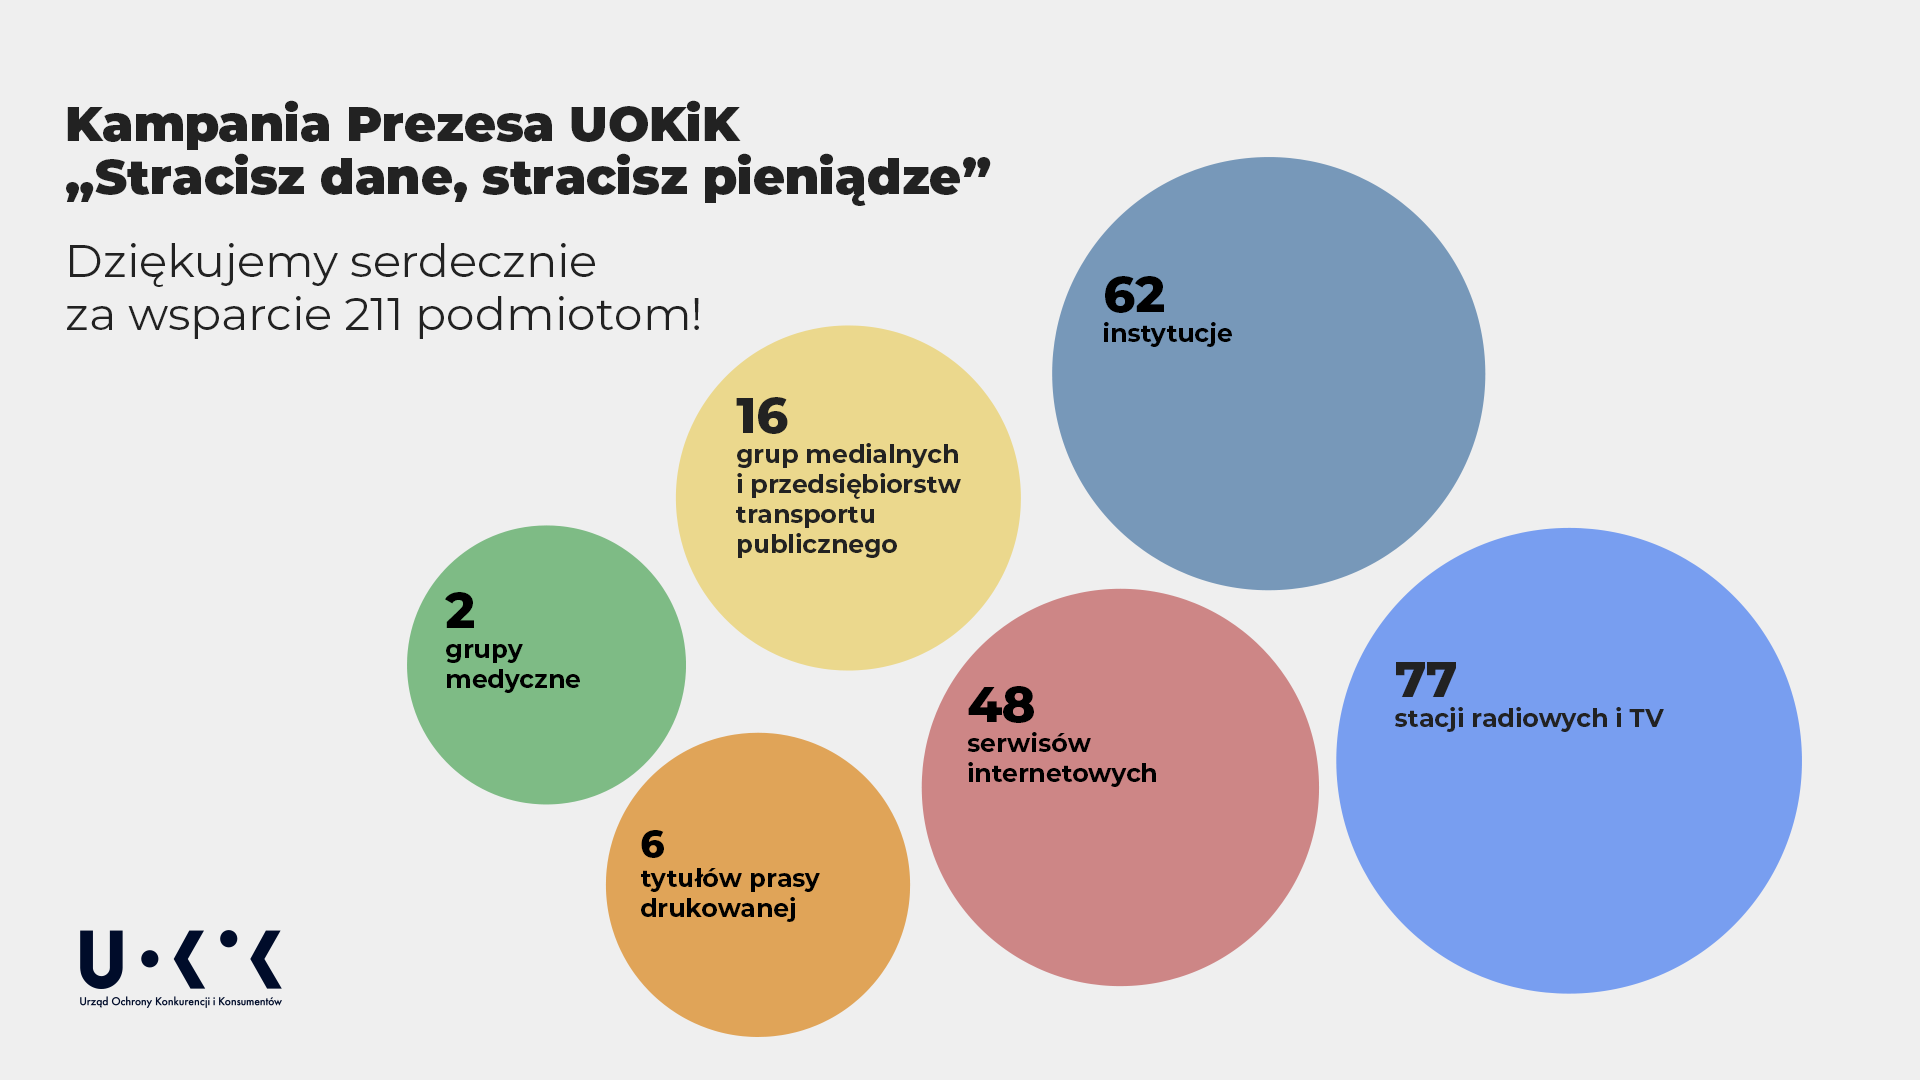 Kampania Prezesa UOKiK
„Stracisz dane, stracisz pieniądze”
Dziękujemy serdecznie
za wsparcie 211 podmiotom!
62
instytucje
16
grup medialnych
i przedsiębiorstw
transportu
publicznego
2
grupy
medyczne
48
serwisów
internetowych
77
stacji radiowych i TV
6
tytułów prasy
drukowanej
UOKiK
Urząd Ochrony Konkurencji i Konsumentów